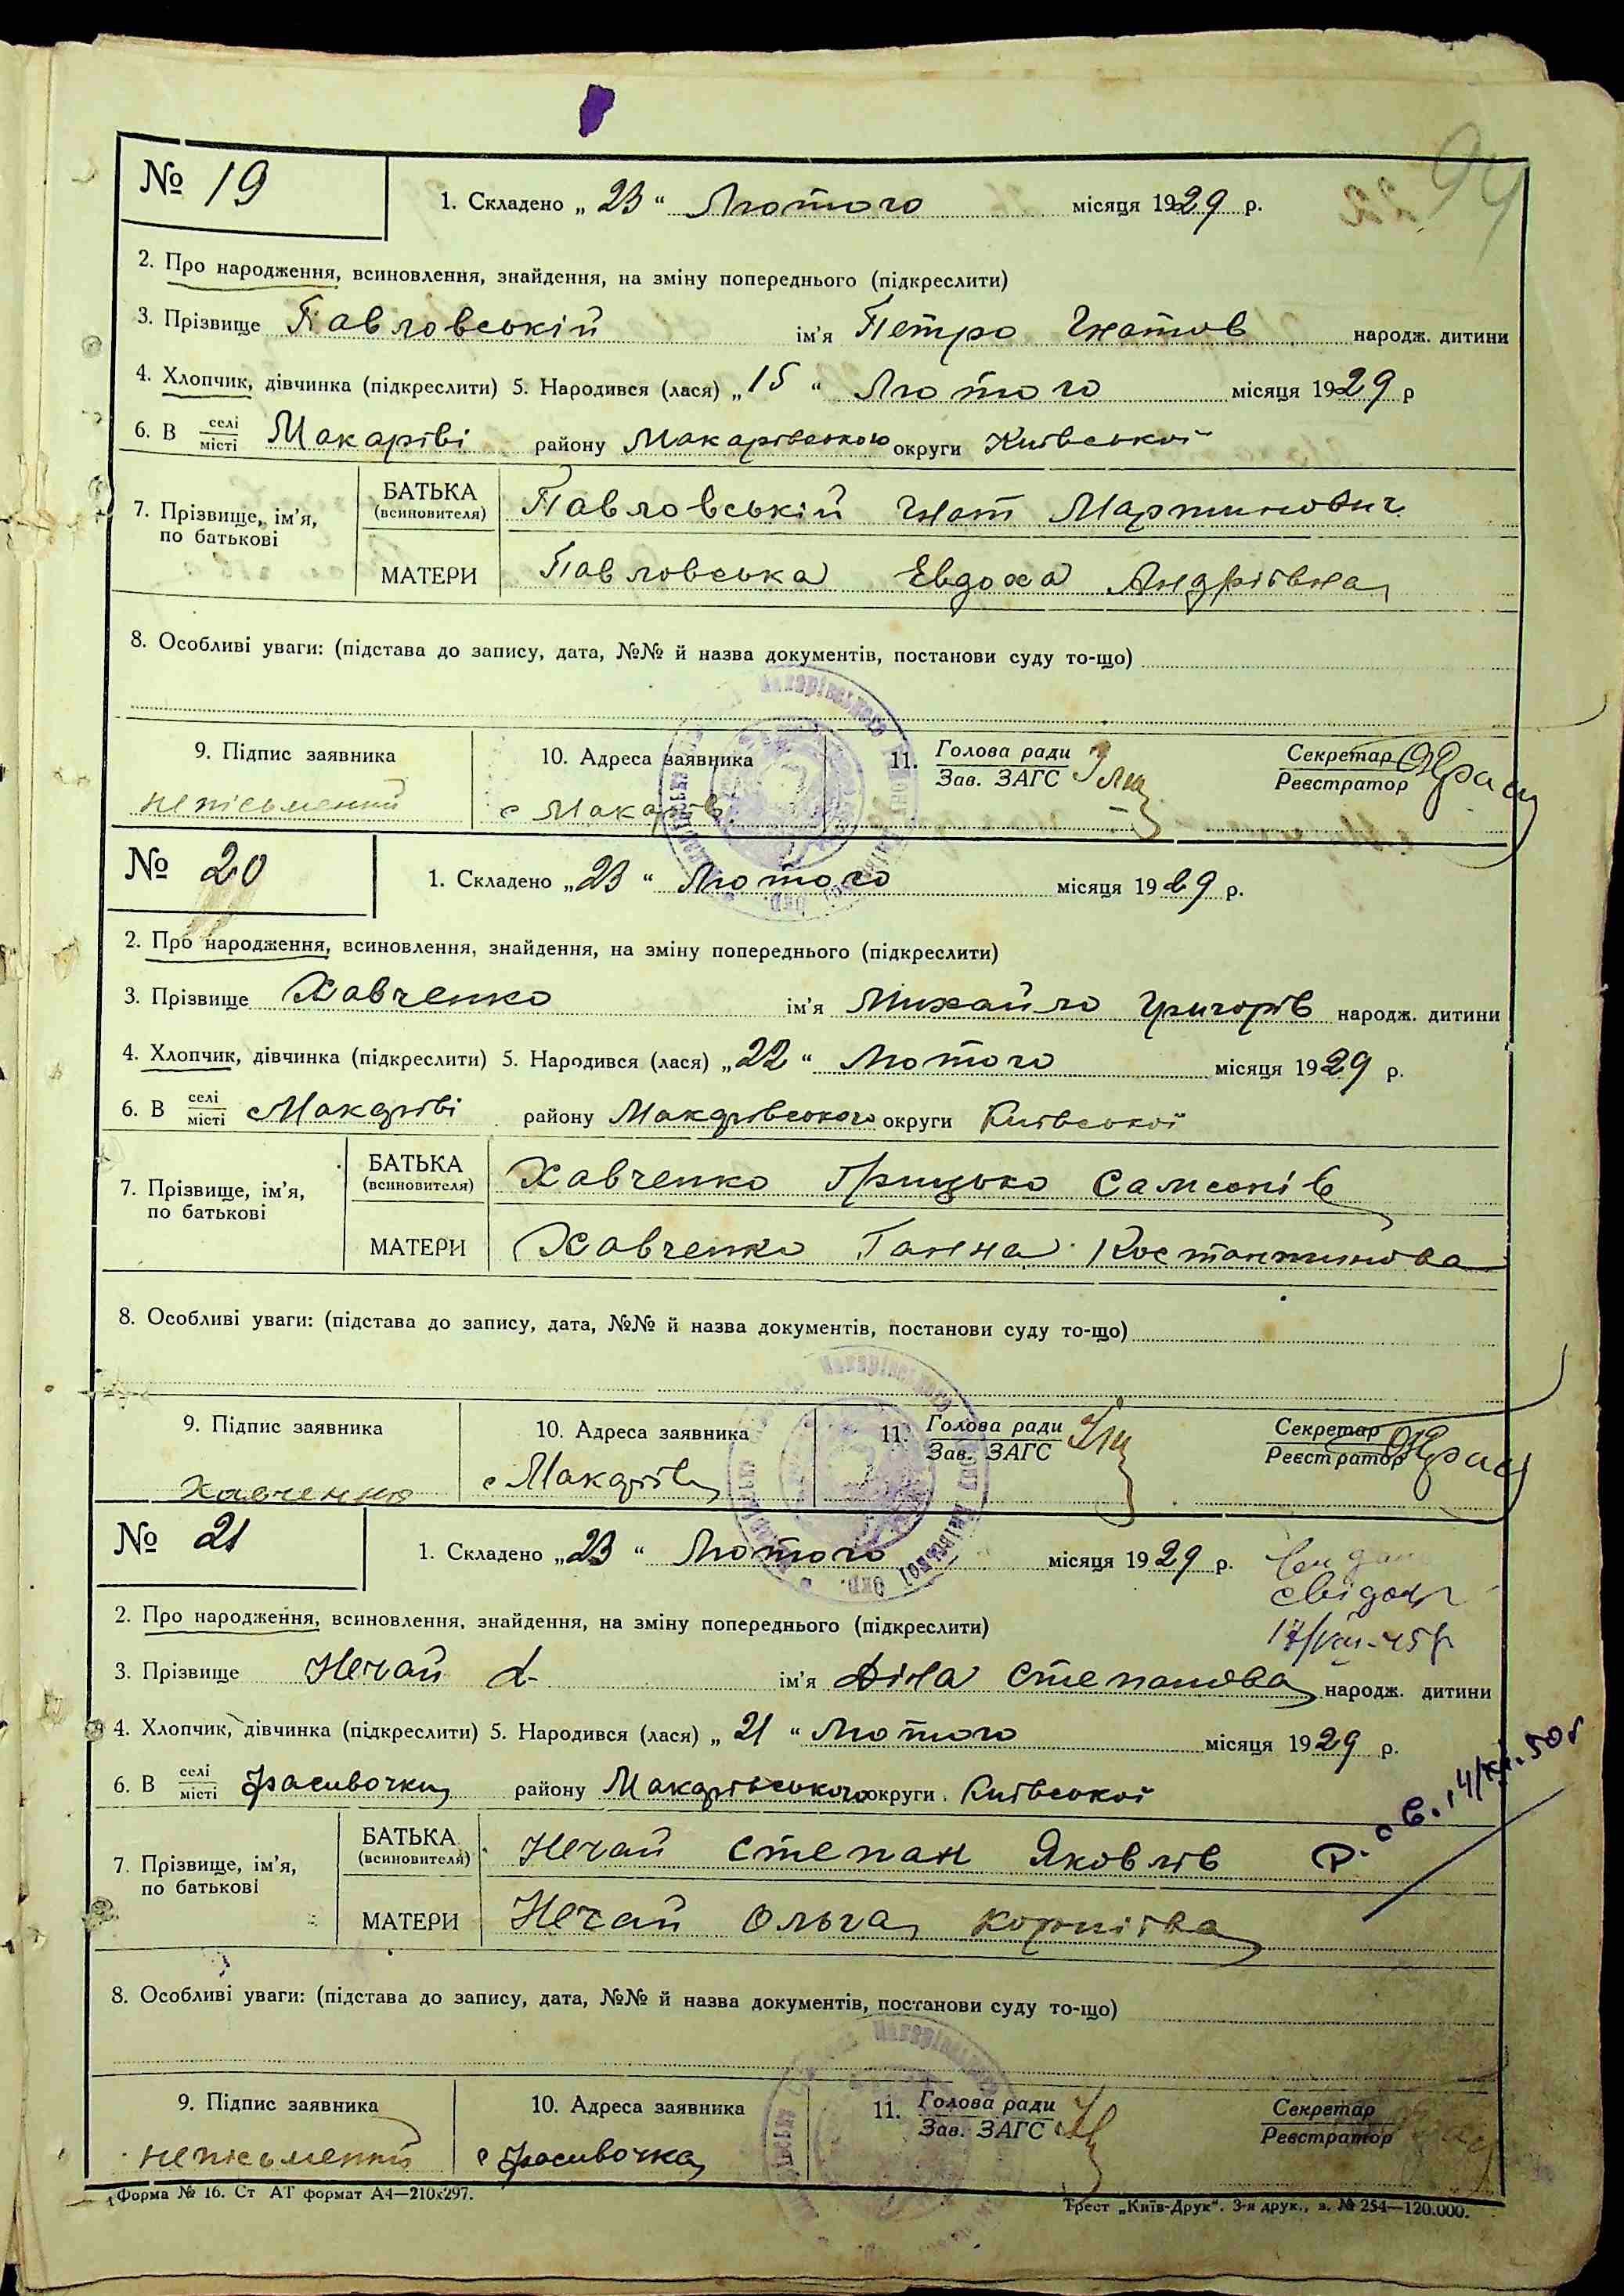 94
№ 19
1. Складено „ 23 “ Лютого місяця 1929 р.
2. Про народження, всиновлення, знайдення, на зміну попереднього (підкреслити)
3. Прізвище Павловській ім'я Петро Гнатов народж. дитини
4. Хлопчик, дівчинка (підкреслити) 5. Народився (лася) „ 15 “ Лютого місяця 1929 р
6. В селі місті Макаріві району Макарівського округи Київської
7. Прізвище, ім'я, по батькові
БАТЬКА (всиновителя) Павловській Гнат Мартинович
МАТЕРИ Павловська Евдоха Андріівна
8. Особливі уваги: (підстава до запису, дата, №№ й назва документів, постанови суду то-що)
9. Підпис заявника 10. Адреса заявника 11. Голова ради Зав. ЗАГС Секретар Реєстратор
непісьменний с Макарів
№ 20
1. Складено „ 23 “ Лютого місяця 1929 р.
2. Про народження, всиновлення, знайдення, на зміну попереднього (підкреслити)
3. Прізвище Хавченко ім'я Михайло Григорів народж. дитини
4. Хлопчик, дівчинка (підкреслити) 5. Народився (лася) „ 22 “ Лютого місяця 1929 р.
6. В селі місті Макаріві району Макарівського округи Київської
7. Прізвище, ім'я, по батькові
БАТЬКА (всиновителя) Хавченко Грицько Самсонів
МАТЕРИ Хавченко Ганна Костантинова
8. Особливі уваги: (підстава до запису, дата, №№ й назва документів, постанови суду то-що)
9. Підпис заявника 10. Адреса заявника 11. Голова ради Зав. ЗАГС Секретар Реєстратор
Хавченко с Макарів
№ 21
1. Складено „ 23 “ Лютого місяця 1929 р.
2. Про народження, всиновлення, знайдення, на зміну попереднього (підкреслити)
3. Прізвище Нечай ім'я Діна Степанова народж. дитини
4. Хлопчик, дівчинка (підкреслити) 5. Народився (лася) „ 21 “ Лютого місяця 1929 р.
6. В селі місті Фасивочки району Макарівського округи Київської
7. Прізвище, ім'я, по батькові
БАТЬКА (всиновителя) Нечай Степан Яковлів
МАТЕРИ Нечай Ольга Корніівна
8. Особливі уваги: (підстава до запису, дата, №№ й назва документів, постанови суду то-що)
9. Підпис заявника 10. Адреса заявника 11. Голова ради Зав. ЗАГС Секретар Реєстратор
непісьменний с Фасивочка
Форма № 16. Ст АТ формат А4—210х297.
Трест „Київ-Друк“. 3-я друк., з. № 254—120.000.